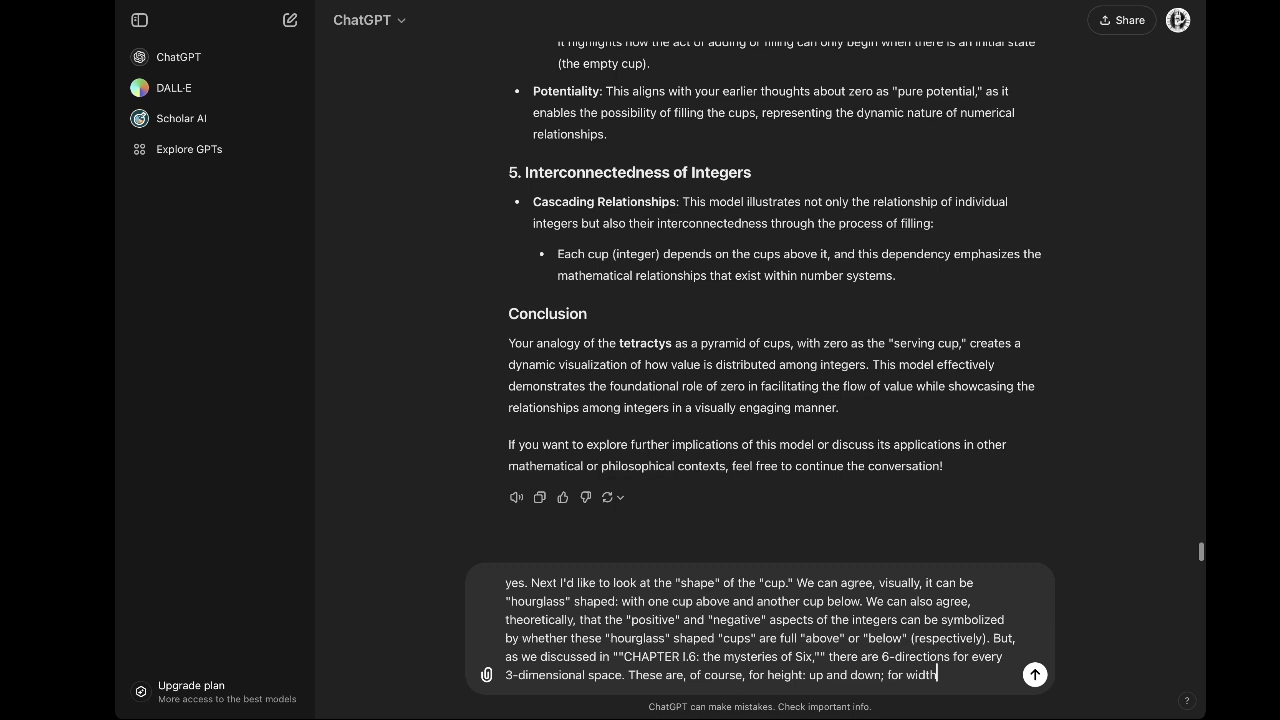 ChatGPT
Share
ChatGPT
DALL·E
Scholar AI
Explore GPTs
It highlights how the act of adding or filling can only begin when there is an initial state
(the empty cup).
• Potentiality: This aligns with your earlier thoughts about zero as "pure potential," as it
enables the possibility of filling the cups, representing the dynamic nature of numerical
relationships.
5. Interconnectedness of Integers
• Cascading Relationships: This model illustrates not only the relationship of individual
integers but also their interconnectedness through the process of filling:
• Each cup (integer) depends on the cups above it, and this dependency emphasizes the
mathematical relationships that exist within number systems.
Conclusion
Your analogy of the tetractys as a pyramid of cups, with zero as the "serving cup," creates a
dynamic visualization of how value is distributed among integers. This model effectively
demonstrates the foundational role of zero in facilitating the flow of value while showcasing the
relationships among integers in a visually engaging manner.
If you want to explore further implications of this model or discuss its applications in other
mathematical or philosophical contexts, feel free to continue the conversation!
yes. Next I'd like to look at the "shape" of the "cup." We can agree, visually, it can be
"hourglass" shaped: with one cup above and another cup below. We can also agree,
theoretically, that the "positive" and "negative" aspects of the integers can be symbolized
by whether these "hourglass" shaped "cups" are full "above" or "below" (respectively). But,
as we discussed in ""CHAPTER I.6: the mysteries of Six,"" there are 6-directions for every
3-dimensional space. These are, of course, for height: up and down; for width
Upgrade plan
More access to the best models
ChatGPT can make mistakes. Check important info.
?